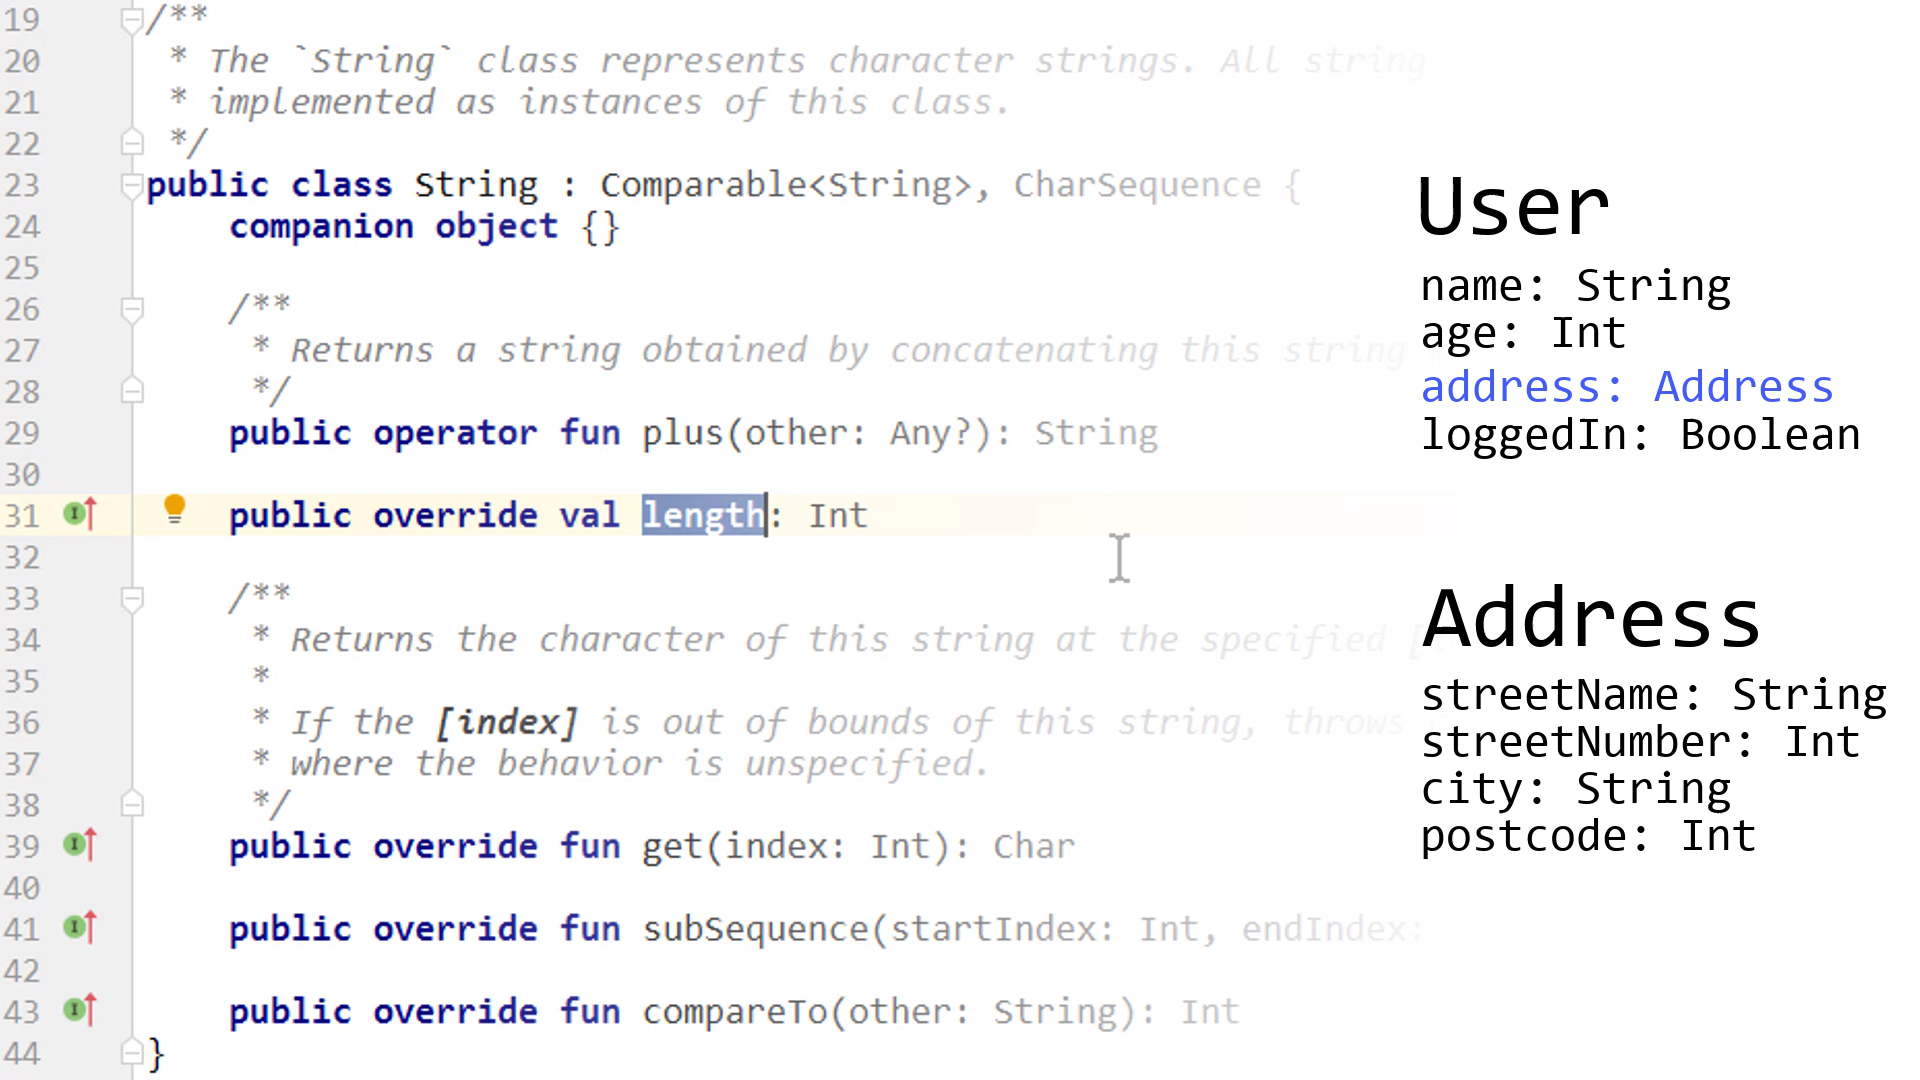 19 /**
20 * The `String` class represents character strings. All string
21 * implemented as instances of this class.
22 */
23 public class String : Comparable<String>, CharSequence {
24 companion object {}
25
26 /**
27 * Returns a string obtained by concatenating this string
28 */
29 public operator fun plus(other: Any?): String
30
31 public override val length: Int
32
33 /**
34 * Returns the character of this string at the specified [
35 *
36 * If the [index] is out of bounds of this string, throws
37 * where the behavior is unspecified.
38 */
39 public override fun get(index: Int): Char
40
41 public override fun subSequence(startIndex: Int, endIndex:
42
43 public override fun compareTo(other: String): Int
44 }
User
name: String
age: Int
address: Address
loggedIn: Boolean
Address
streetName: String
streetNumber: Int
city: String
postcode: Int